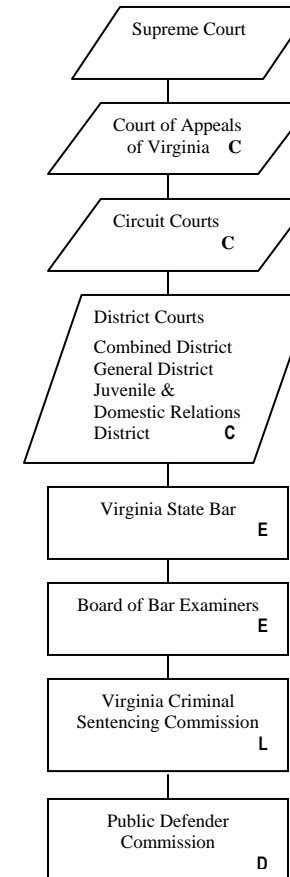 Supreme Court
Court of Appeals
of Virginia C
Circuit Courts
C
District Courts
Combined District
General District
Juvenile &
Domestic Relations
District C
Virginia State Bar
E
Board of Bar Examiners
E
Virginia Criminal
Sentencing Commission
L
Public Defender
Commission
D